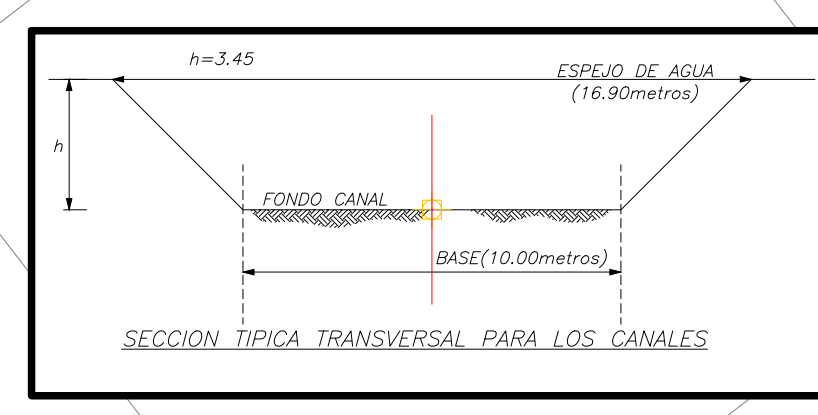 h=3.45
ESPEJO DE AGUA
(16.90metros)
h
FONDO CANAL
BASE(10.00metros)
SECCION TIPICA TRANSVERSAL PARA LOS CANALES